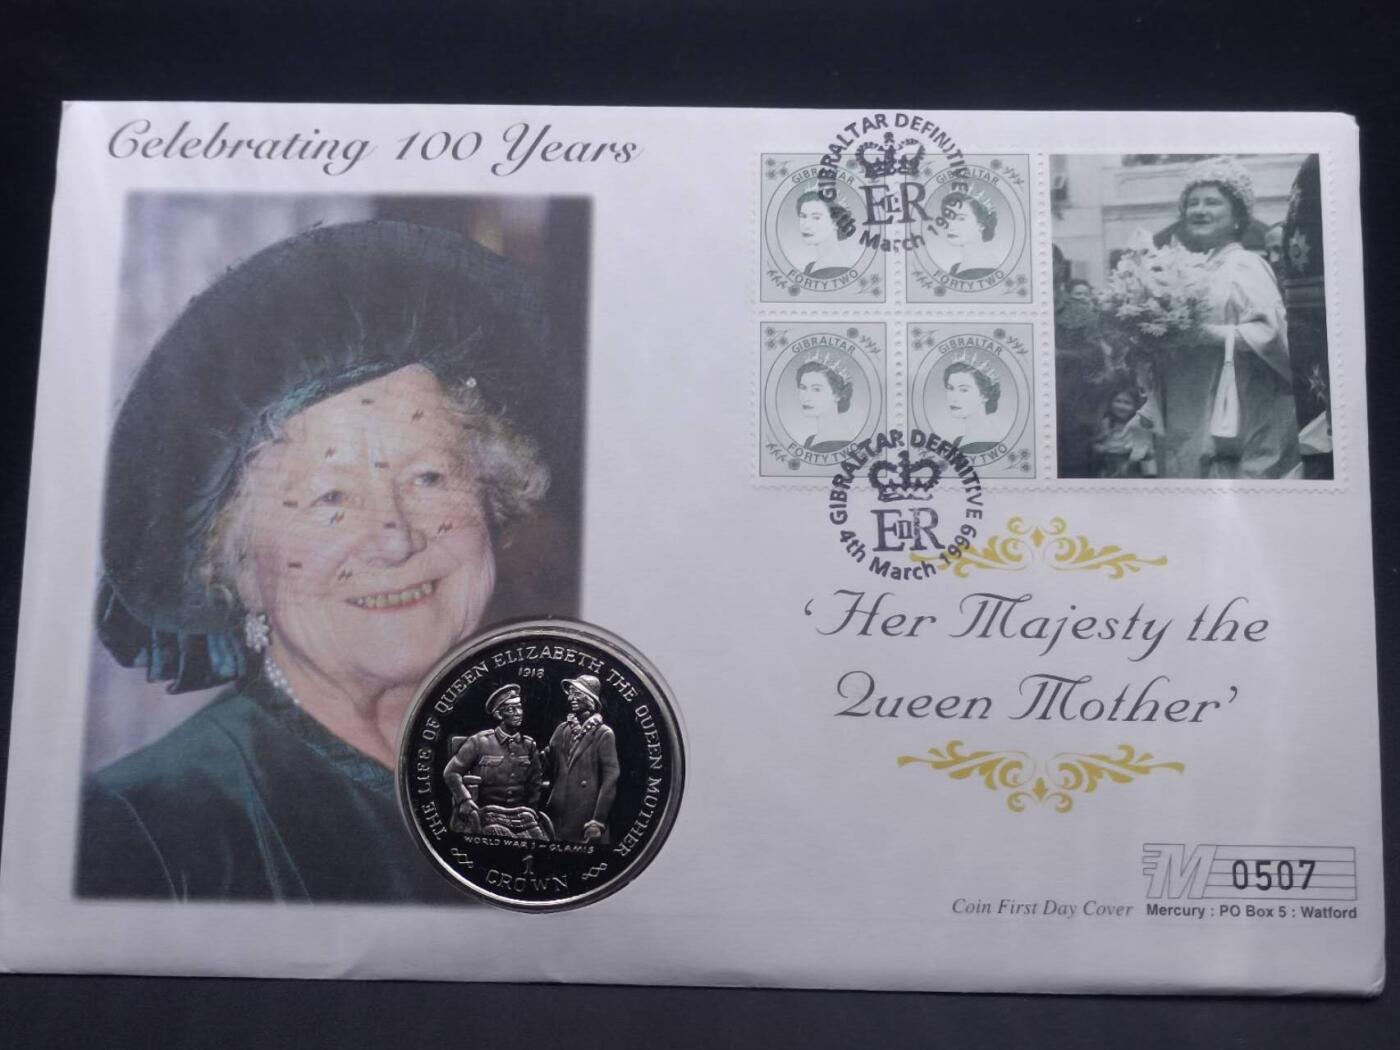 Celebrating 100 Years
GIBRALTAR DEFINITIVE
EIIR
4th March 1999
GIBRALTAR
FORTY TWO
GIBRALTAR
FORTY TWO
GIBRALTAR
FORTY TWO
GIBRALTAR
FORTY TWO
GIBRALTAR DEFINITIVE
EIIR
4th March 1999
'Her Majesty the
Queen Mother'
THE LIFE OF QUEEN ELIZABETH THE QUEEN MOTHER
1918
WORLD WAR 1 - GLAMIS
1
CROWN
M 0507
Coin First Day Cover Mercury : PO Box 5 : Watford